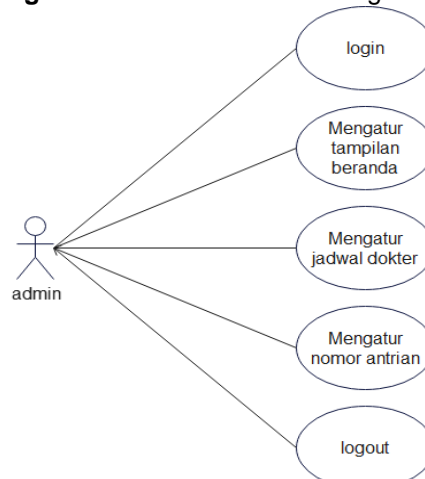 login
Mengatur
tampilan
beranda
Mengatur
jadwal dokter
admin
Mengatur
nomor antrian
logout